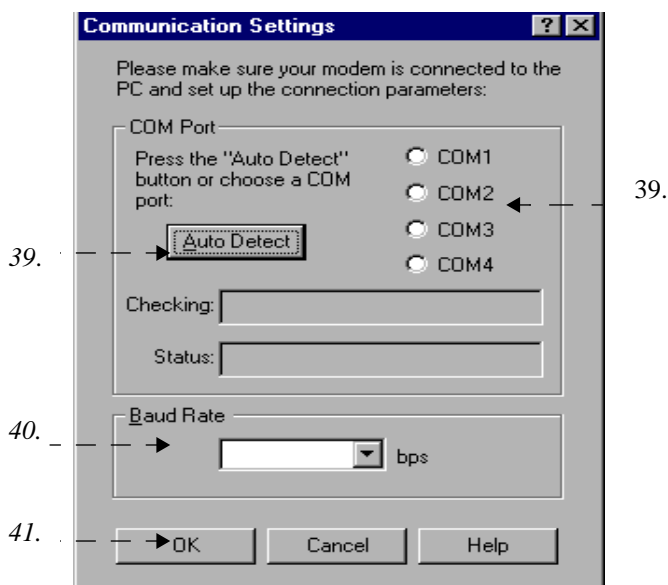 Communication Settings
Please make sure your modem is connected to the
PC and set up the connection parameters:
COM Port
Press the "Auto Detect"
button or choose a COM
port:
Auto Detect
COM1
COM2
COM3
COM4
39.
39.
Checking:
Status:
Baud Rate
40.
bps
41.
OK
Cancel
Help